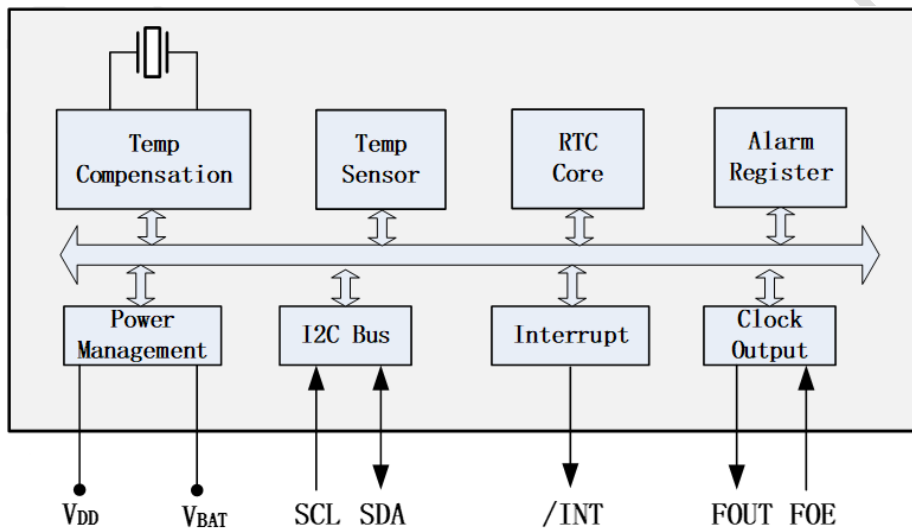 Temp
Compensation
Temp
Sensor
RTC
Core
Alarm
Register
Power
Management
I2C Bus
Interrupt
Clock
Output
VDD
VBAT
SCL
SDA
/INT
FOUT
FOE